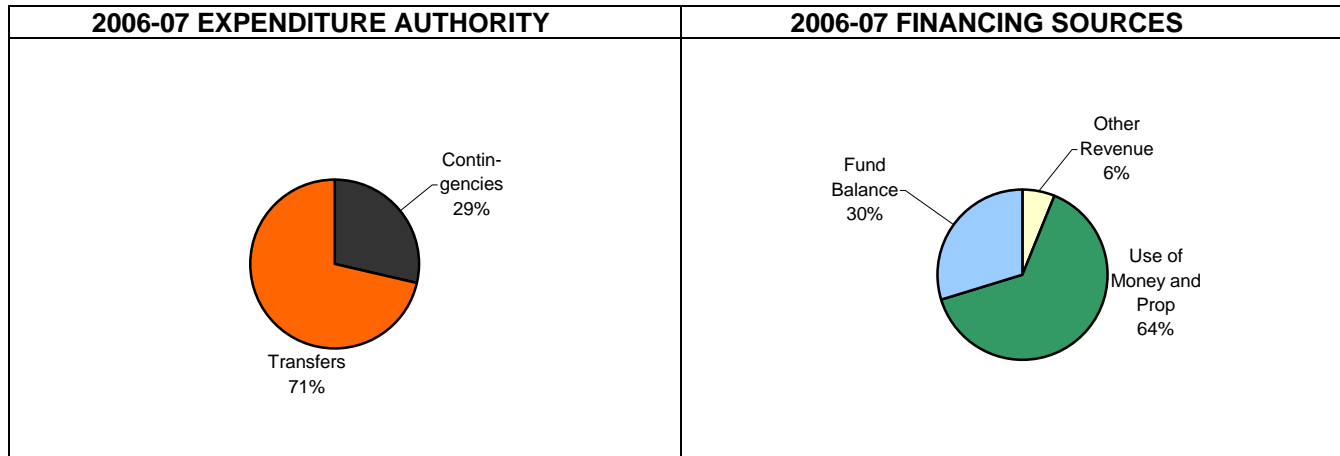 2006-07 EXPENDITURE AUTHORITY
Contin-
gencies
29%
Transfers
71%
2006-07 FINANCING SOURCES
Other
Revenue
6%
Fund
Balance
30%
Use of
Money and
Prop
64%